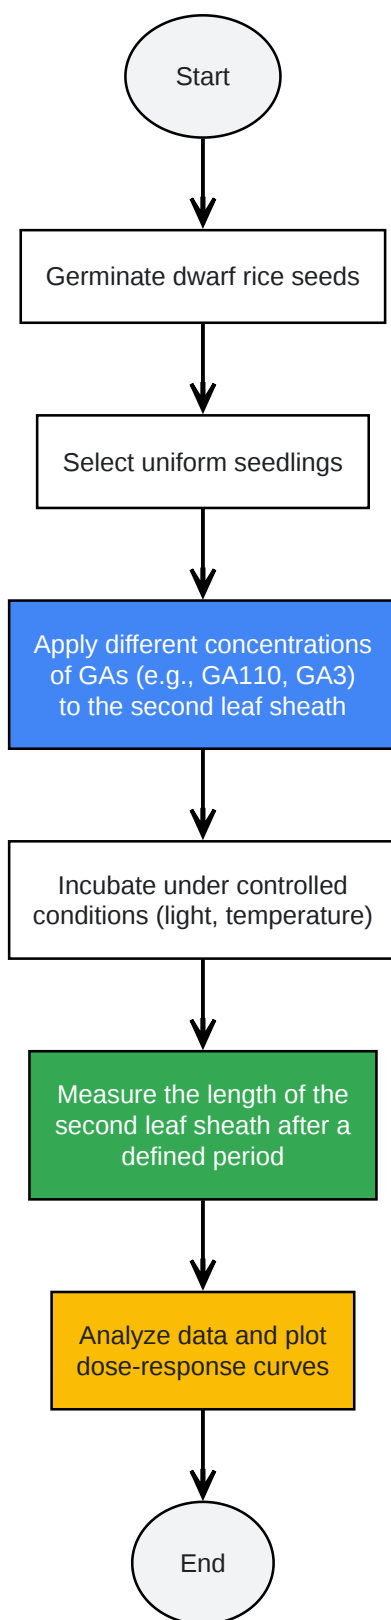 Start
Germinate dwarf rice seeds
Select uniform seedlings
Apply different concentrations
of GAs (e.g., GA110, GA3)
to the second leaf sheath
Incubate under controlled
conditions (light, temperature)
Measure the length of the
second leaf sheath after a
defined period
Analyze data and plot
dose-response curves
End